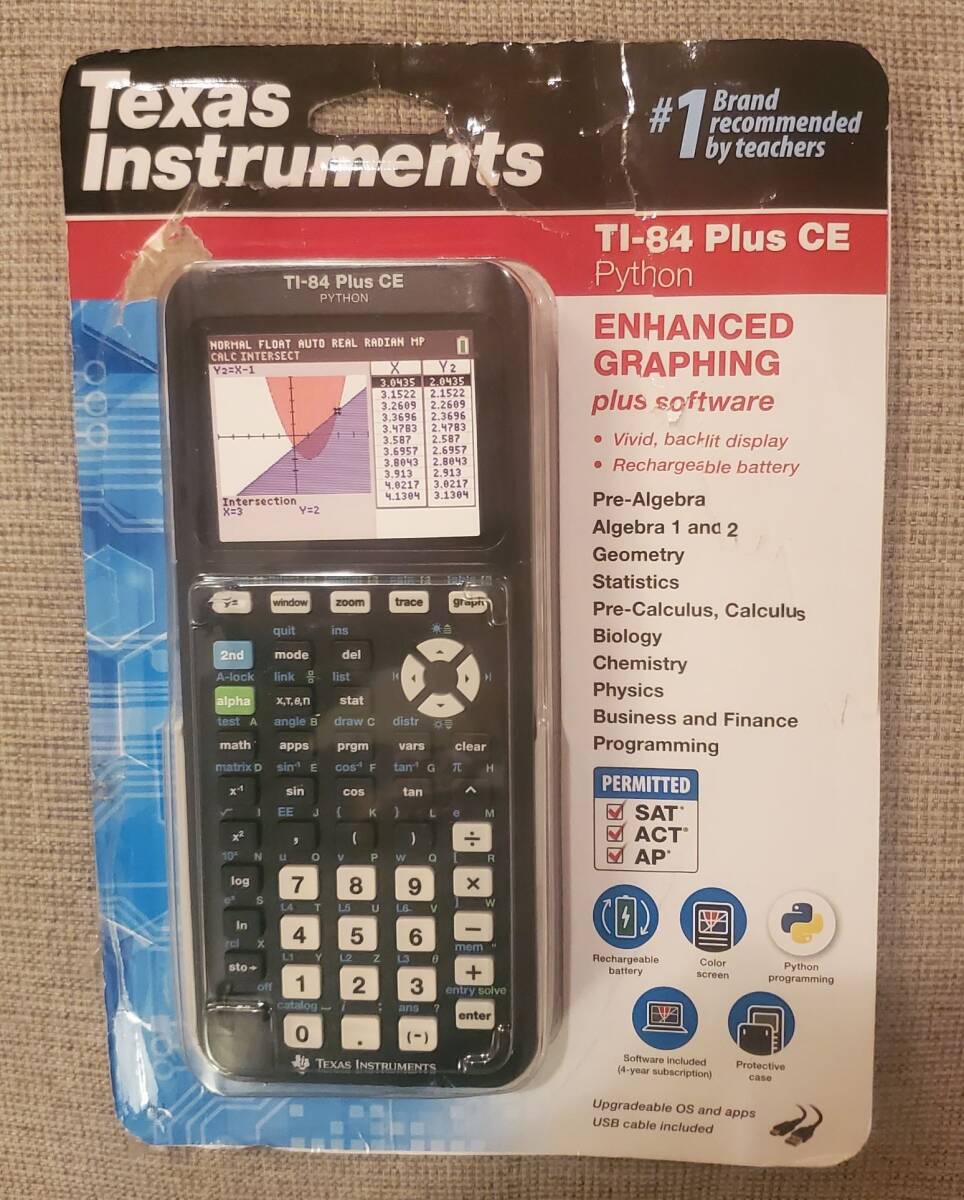 Texas
Instruments
#1 Brand
recommended
by teachers
TI-84 Plus CE
Python
TI-84 Plus CE
PYTHON
NORMAL FLOAT AUTO REAL RADIAN MP
CALC INTERSECT
Y2=X-1
X Y2
3.0435 2.0435
3.1522 2.1522
3.2609 2.2609
3.3696 2.3696
3.4783 2.4783
3.587 2.587
3.6957 2.6957
3.8043 2.8043
3.913 2.913
4.0217 3.0217
4.1304 3.1304
Intersection
X=3 Y=2
y= window zoom trace graph
quit ins
2nd mode del
A-lock link list
alpha X,T,θ,n stat
test A angle B draw C distr
math apps prgm vars clear
matrix D sin⁻¹ E cos⁻¹ F tan⁻¹ G π H
x⁻¹ sin cos tan ^
√ I EE J { K } L e M
x² , ( ) ÷
10ˣ N u O v P w Q [ R
log 7 8 9 ×
eˣ S L4 T L5 U L6 V ] W
ln 4 5 6 −
rcl X L1 Y L2 Z L3 θ mem "
sto→ 1 2 3 +
off catalog : ans ? entry solve
0 . (-) enter
TEXAS INSTRUMENTS
ENHANCED
GRAPHING
plus software
• Vivid, backlit display
• Rechargeable battery
Pre-Algebra
Algebra 1 and 2
Geometry
Statistics
Pre-Calculus, Calculus
Biology
Chemistry
Physics
Business and Finance
Programming
PERMITTED
SAT*
ACT*
AP*
Rechargeable
battery
Color
screen
Python
programming
Software included
(4-year subscription)
Protective
case
Upgradeable OS and apps
USB cable included